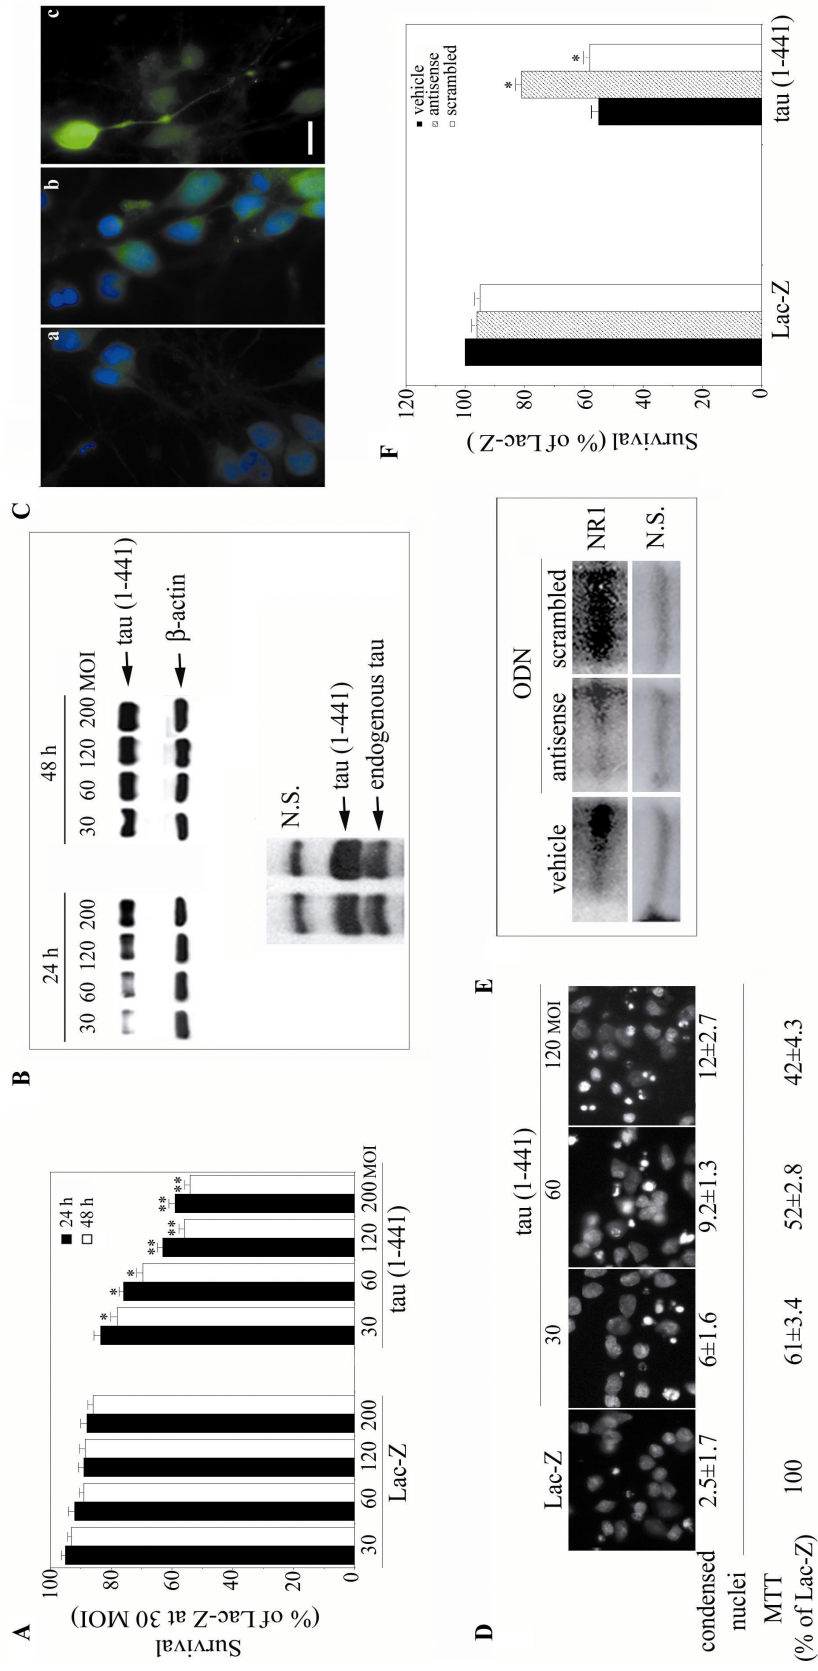 A
Survival
(% of Lac-Z at 30 MOI)
100
80
60
40
20
0
24 h
48 h
*
*
*
*
*
**
**
**
**
30
60
120
200
30
60
120
200 MOI
Lac-Z
tau (1-441)
B
24 h
48 h
30 60 120 200
30 60 120 200 MOI
tau (1-441)
β-actin
N.S.
tau (1-441)
endogenous tau
C
a
b
c
D
Lac-Z
tau (1-441)
30
60
120 MOI
condensed
nuclei
2.5±1.7
6±1.6
9.2±1.3
12±2.7
MTT
(% of Lac-Z)
100
61±3.4
52±2.8
42±4.3
E
ODN
vehicle
antisense
scrambled
NR1
N.S.
F
Survival (% of Lac-Z )
120
100
80
60
40
20
0
vehicle
antisense
scrambled
*
*
Lac-Z
tau (1-441)